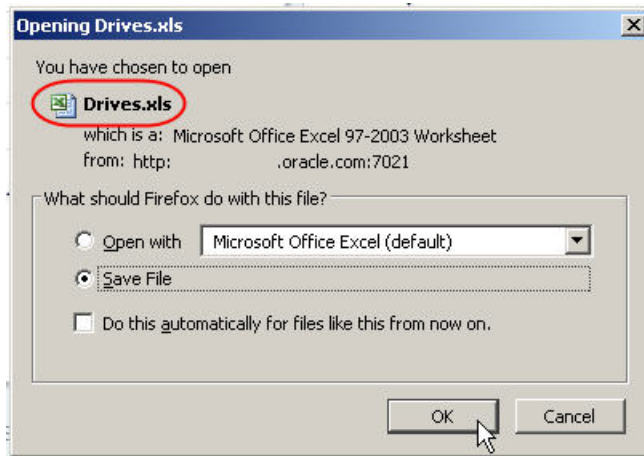 Opening Drives.xls
You have chosen to open
Drives.xls
which is a: Microsoft Office Excel 97-2003 Worksheet
from: http: .oracle.com:7021
What should Firefox do with this file?
Open with Microsoft Office Excel (default)
Save File
Do this automatically for files like this from now on.
OK Cancel